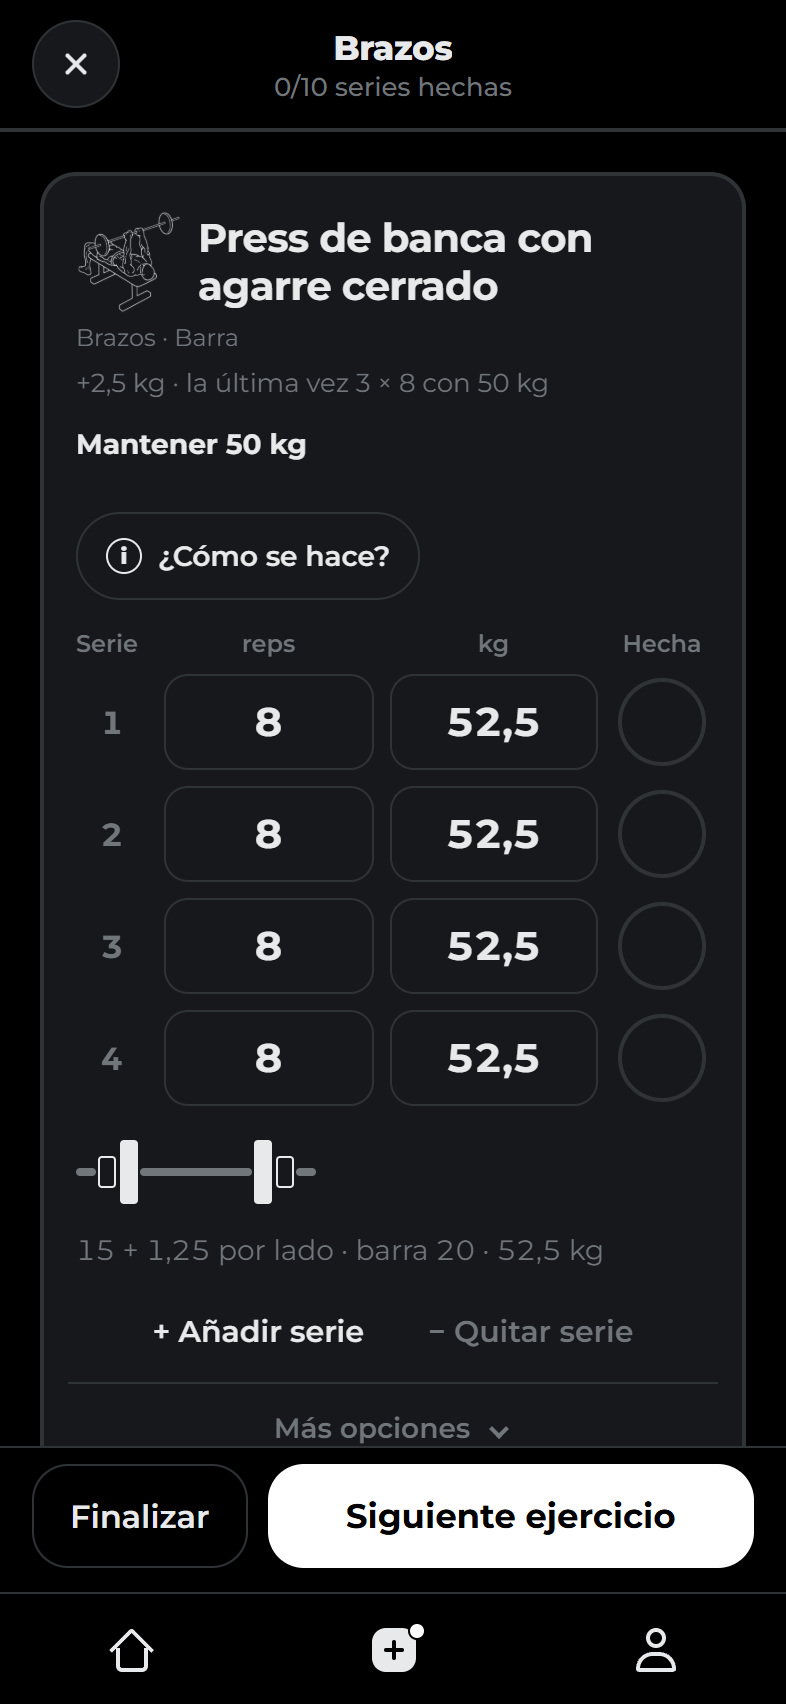 Brazos
0/10 series hechas
Press de banca con
agarre cerrado
Brazos · Barra
+2,5 kg · la última vez 3 × 8 con 50 kg
Mantener 50 kg
¿Cómo se hace?
Serie reps kg Hecha
1 8 52,5
2 8 52,5
3 8 52,5
4 8 52,5
15 + 1,25 por lado · barra 20 · 52,5 kg
+ Añadir serie − Quitar serie
Más opciones
Finalizar Siguiente ejercicio